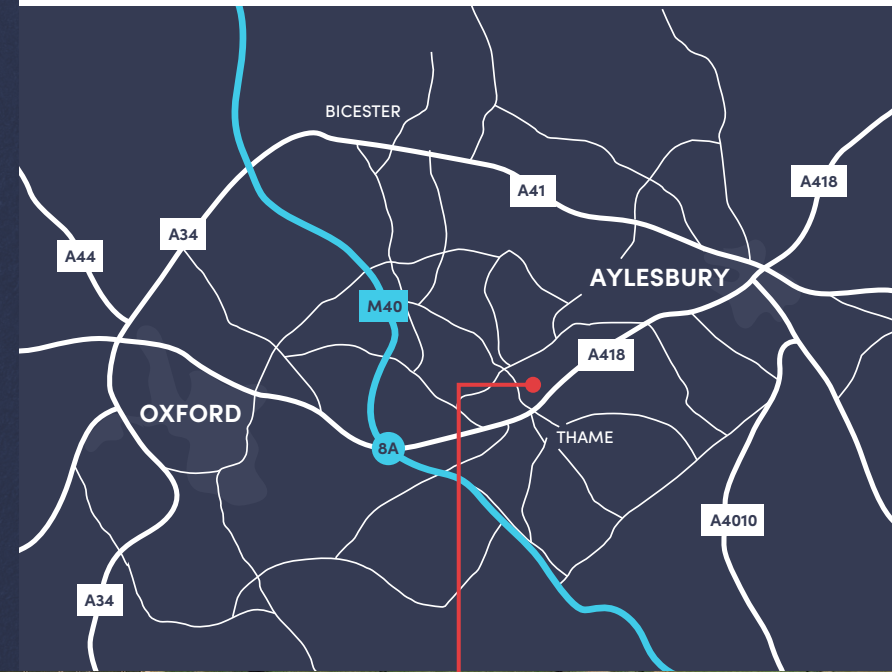 BICESTER
A418
A41
A34
A44
AYLESBURY
M40
A418
OXFORD
THAME
8A
A4010
A34